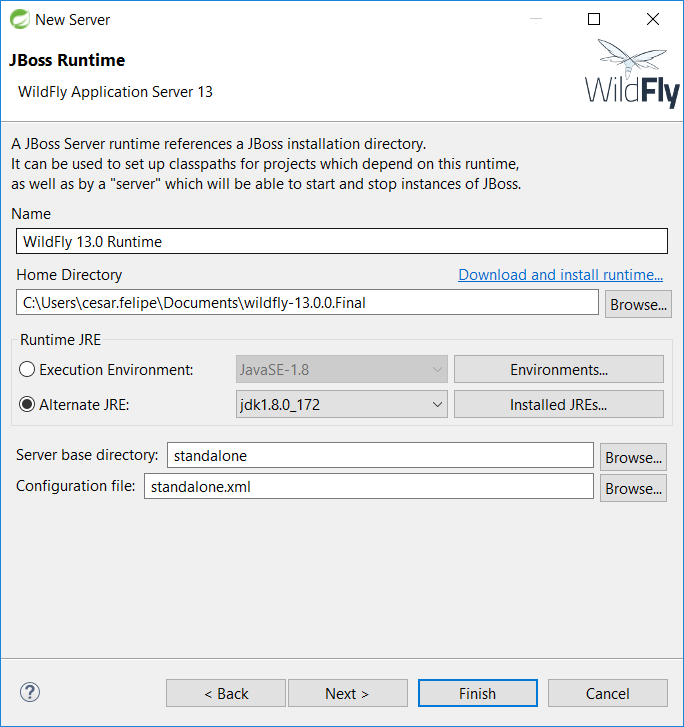 New Server
JBoss Runtime
WildFly Application Server 13
WildFly
A JBoss Server runtime references a JBoss installation directory.
It can be used to set up classpaths for projects which depend on this runtime,
as well as by a "server" which will be able to start and stop instances of JBoss.
Name
WildFly 13.0 Runtime
Home Directory Download and install runtime...
C:\Users\cesar.felipe\Documents\wildfly-13.0.0.Final Browse...
Runtime JRE
Execution Environment: JavaSE-1.8 Environments...
Alternate JRE: jdk1.8.0_172 Installed JREs...
Server base directory: standalone Browse...
Configuration file: standalone.xml Browse...
? < Back Next > Finish Cancel